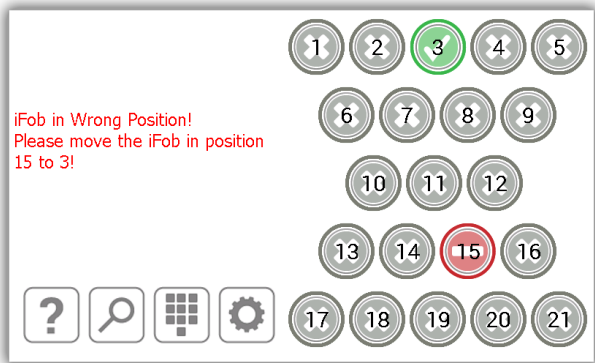 1 2 3 4 5
6 7 8 9
iFob in Wrong Position!
Please move the iFob in position
15 to 3!
10 11 12
13 14 15 16
?
17 18 19 20 21